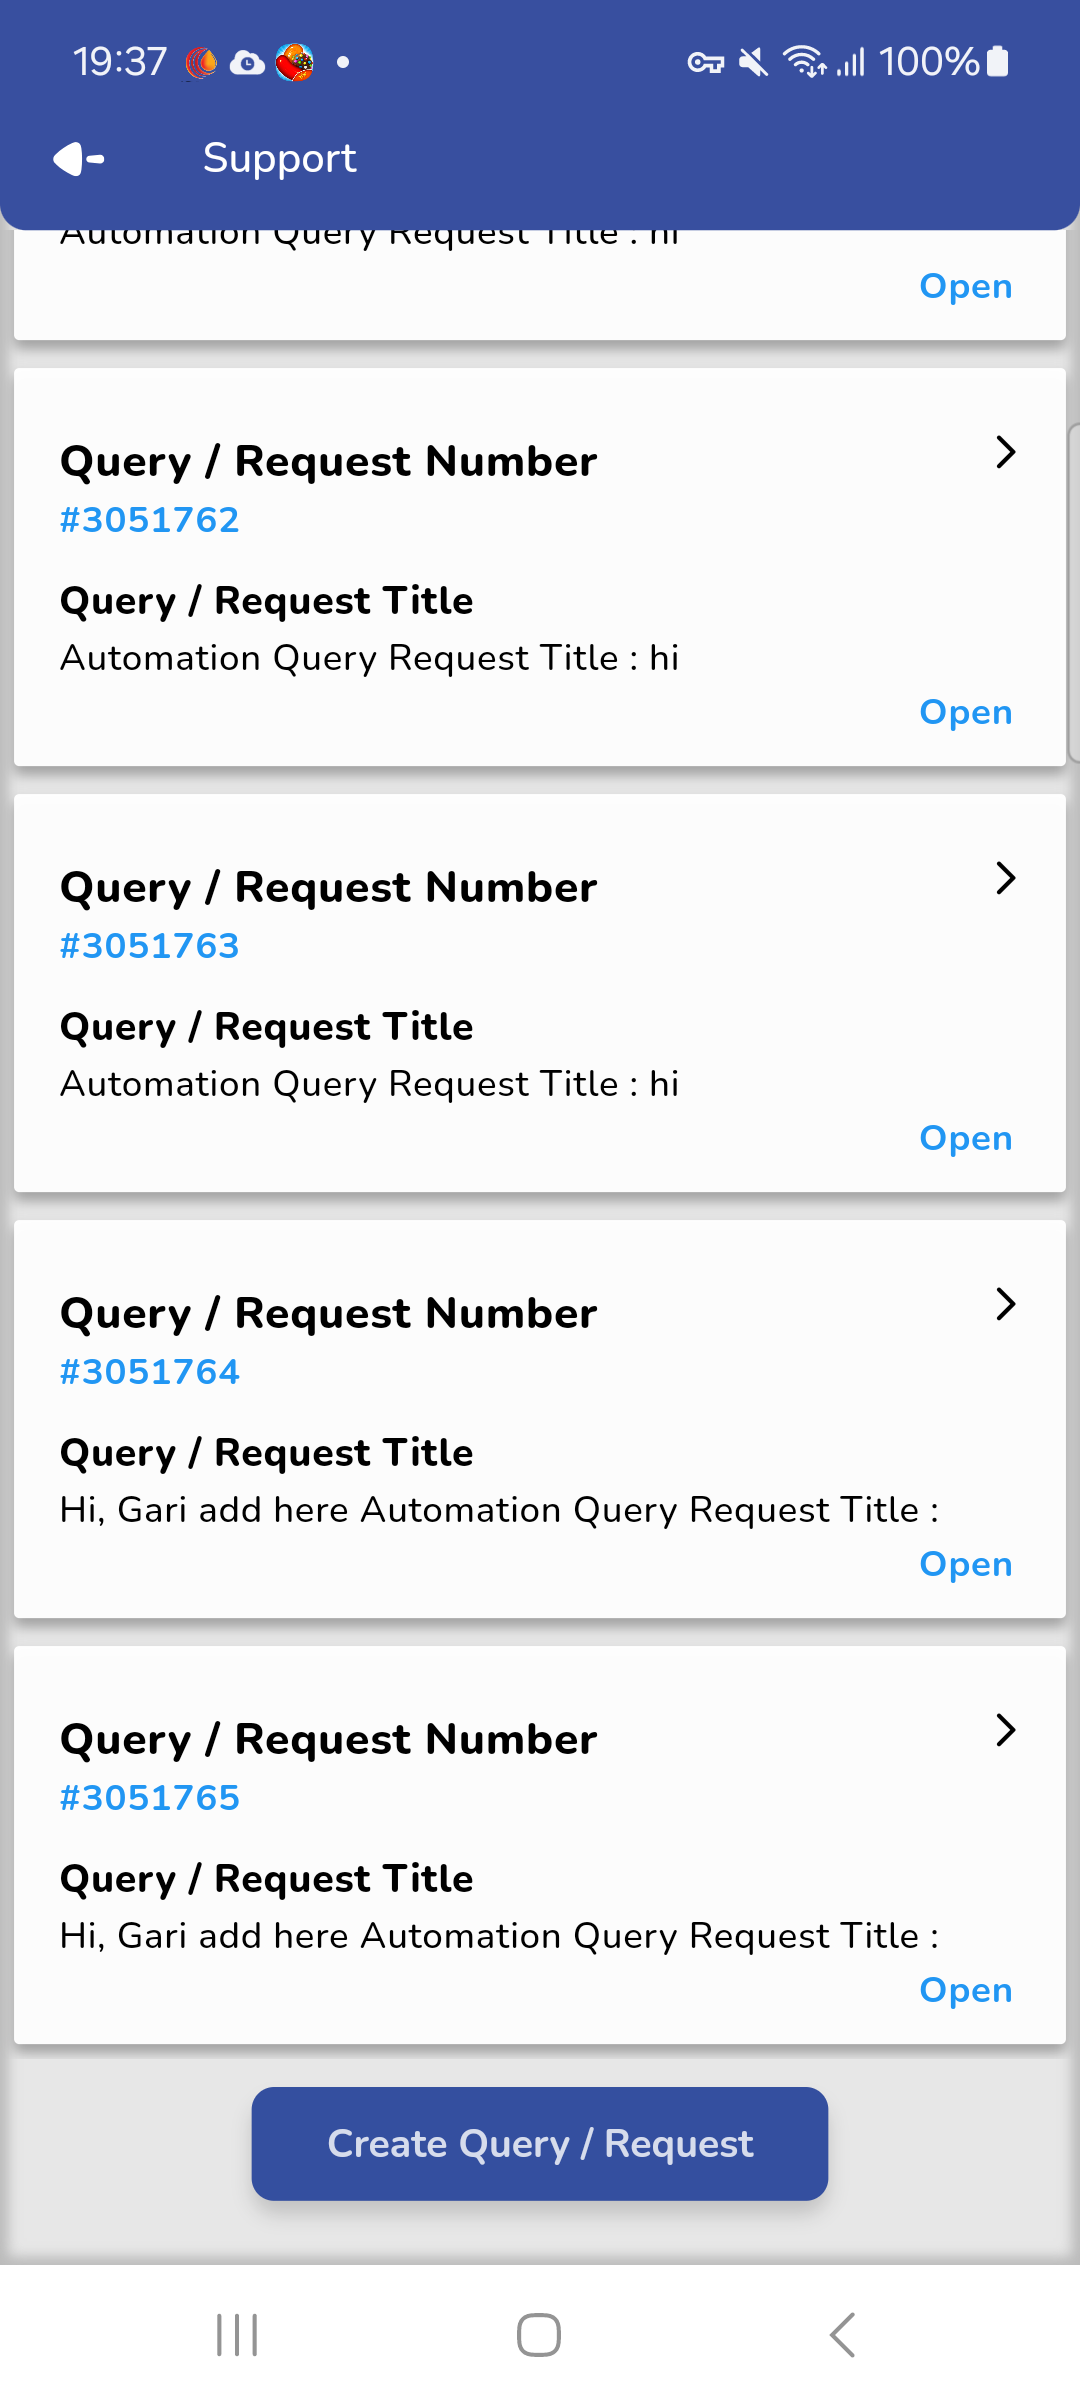 19:37
100%
Support
Automation Query Request Title : hi
Open
Query / Request Number
#3051762
Query / Request Title
Automation Query Request Title : hi
Open
Query / Request Number
#3051763
Query / Request Title
Automation Query Request Title : hi
Open
Query / Request Number
#3051764
Query / Request Title
Hi, Gari add here Automation Query Request Title :
Open
Query / Request Number
#3051765
Query / Request Title
Hi, Gari add here Automation Query Request Title :
Open
Create Query / Request